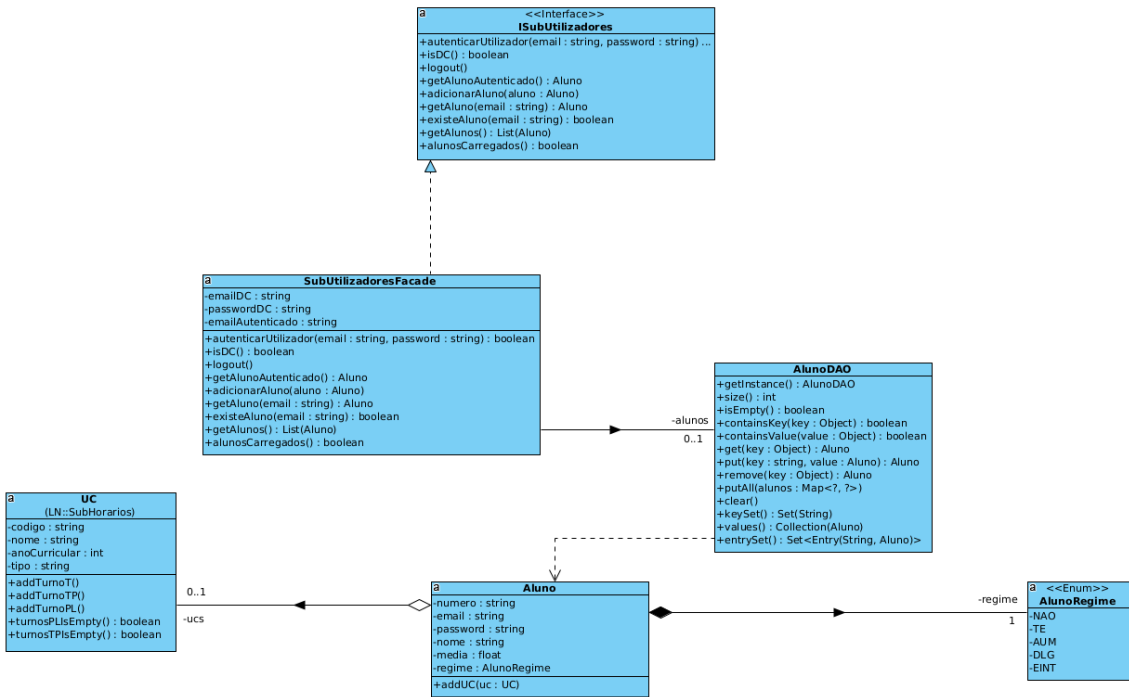 a
<<Interface>>
ISubUtilizadores
+autenticarUtilizador(email : string, password : string) ...
+isDC() : boolean
+logout()
+getAlunoAutenticado() : Aluno
+adicionarAluno(aluno : Aluno)
+getAluno(email : string) : Aluno
+existeAluno(email : string) : boolean
+getAlunos() : List(Aluno)
+alunosCarregados() : boolean
a
SubUtilizadoresFacade
-emailDC : string
-passwordDC : string
-emailAutenticado : string
+autenticarUtilizador(email : string, password : string) : boolean
+isDC() : boolean
+logout()
+getAlunoAutenticado() : Aluno
+adicionarAluno(aluno : Aluno)
+getAluno(email : string) : Aluno
+existeAluno(email : string) : boolean
+getAlunos() : List(Aluno)
+alunosCarregados() : boolean
-alunos
0..1
AlunoDAO
+getInstance() : AlunoDAO
+size() : int
+isEmpty() : boolean
+containsKey(key : Object) : boolean
+containsValue(value : Object) : boolean
+get(key : Object) : Aluno
+put(key : string, value : Aluno) : Aluno
+remove(key : Object) : Aluno
+putAll(alunos : Map<?, ?>)
+clear()
+keySet() : Set(String)
+values() : Collection(Aluno)
+entrySet() : Set<Entry(String, Aluno)>
a
UC
(LN::SubHorarios)
-codigo : string
-nome : string
-anoCurricular : int
-tipo : string
+addTurnoT()
+addTurnoTP()
+addTurnoPL()
+turnosPLIsEmpty() : boolean
+turnosTPIsEmpty() : boolean
0..1
-ucs
a
Aluno
-numero : string
-email : string
-password : string
-nome : string
-media : float
-regime : AlunoRegime
+addUC(uc : UC)
-regime
1
a
<<Enum>>
AlunoRegime
-NAO
-TE
-AUM
-DLG
-EINT